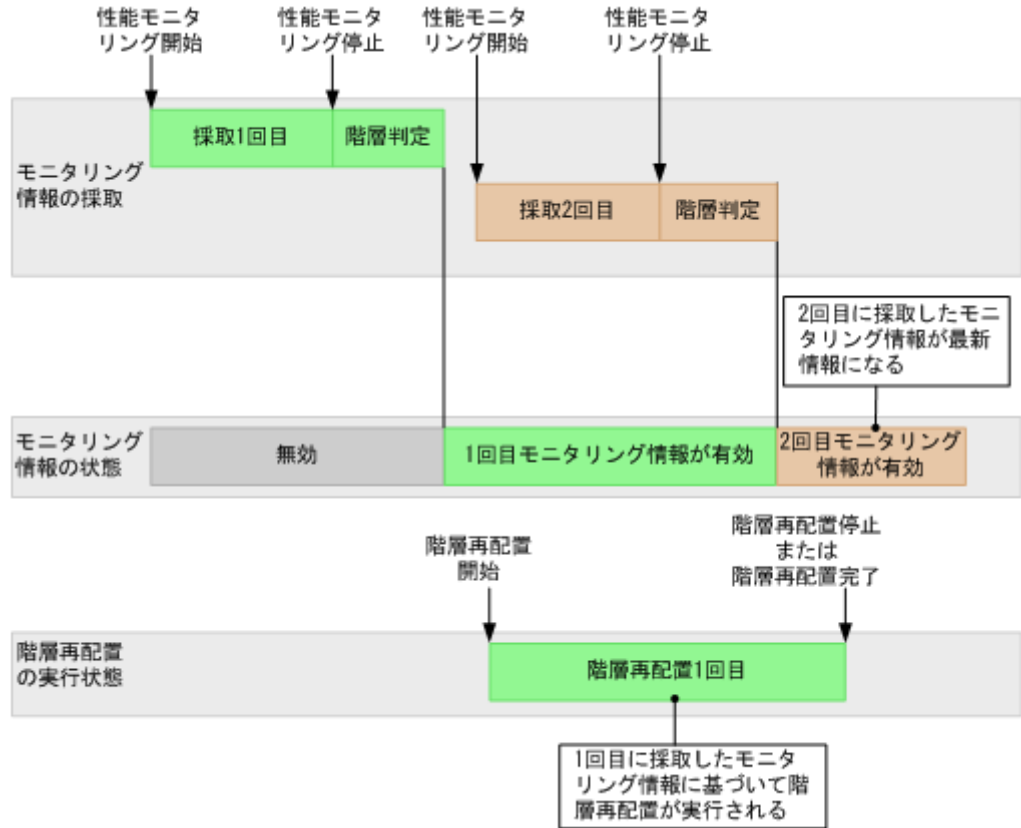 性能モニタ
リング開始
性能モニタ
リング停止
性能モニタ
リング開始
性能モニタ
リング停止
モニタリング
情報の採取
採取1回目
階層判定
採取2回目
階層判定
2回目に採取したモニ
タリング情報が最新
情報になる
モニタリング
情報の状態
無効
1回目モニタリング情報が有効
2回目モニタリング
情報が有効
階層再配置
開始
階層再配置停止
または
階層再配置完了
階層再配置
の実行状態
階層再配置1回目
1回目に採取したモニタ
リング情報に基づいて階
層再配置が実行される